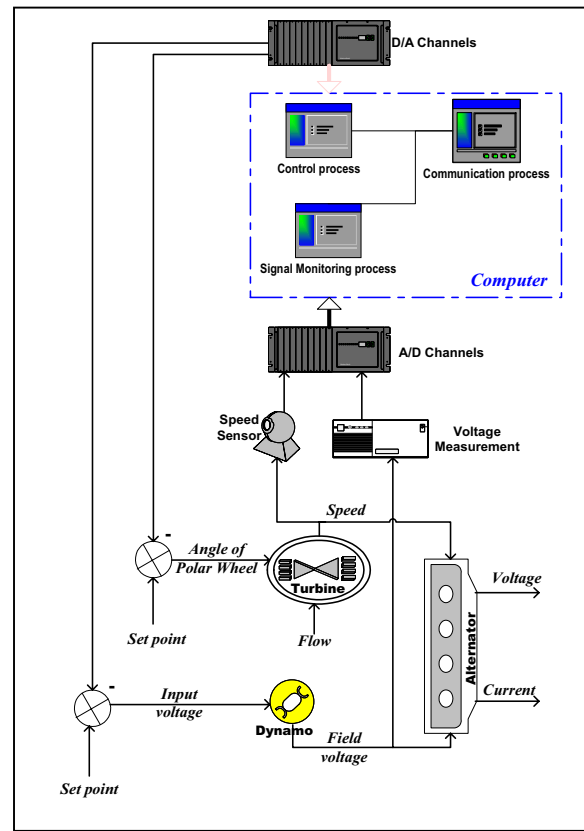 D/A Channels
Control process
Communication process
Signal Monitoring process
Computer
A/D Channels
Speed
Sensor
Voltage
Measurement
Speed
-
Angle of
Polar Wheel
Turbine
Voltage
Set point
Flow
Alternator
-
Input
voltage
Current
Dynamo
Field
voltage
Set point